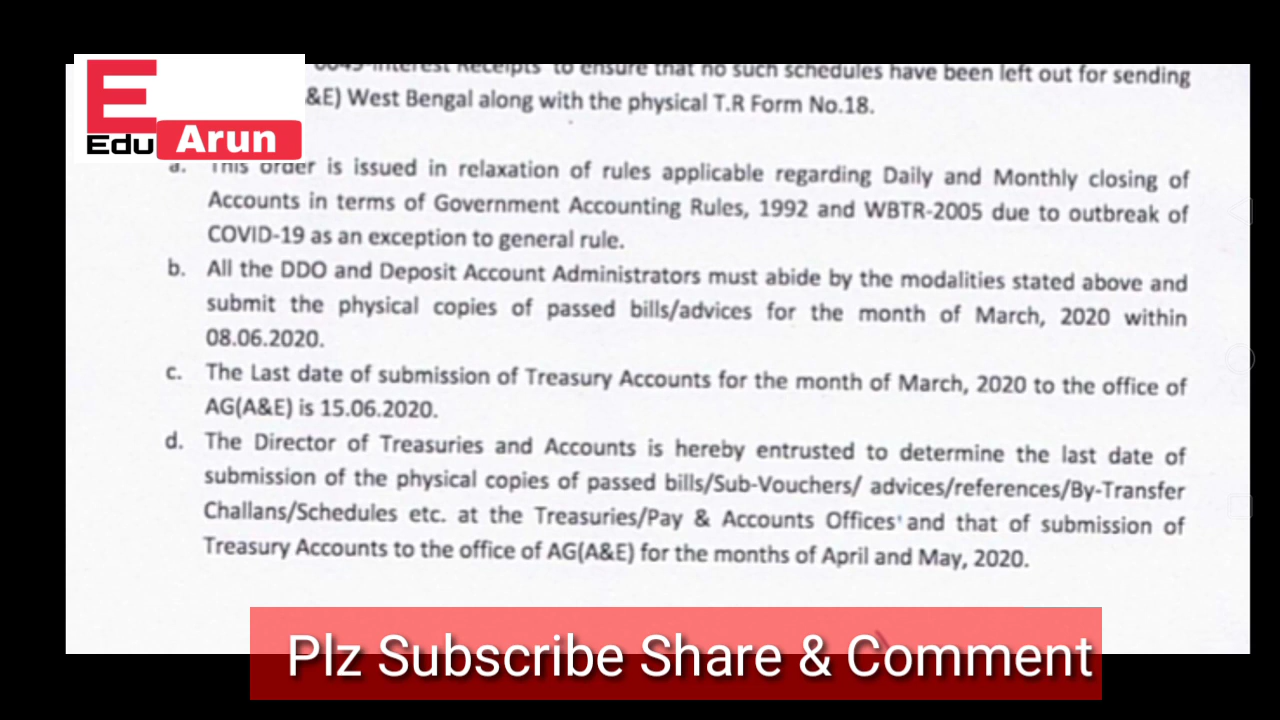 E
Edu Arun
0049-Interest Receipts to ensure that no such schedules have been left out for sending
&E) West Bengal along with the physical T.R Form No.18.
a. This order is issued in relaxation of rules applicable regarding Daily and Monthly closing of
Accounts in terms of Government Accounting Rules, 1992 and WBTR-2005 due to outbreak of
COVID-19 as an exception to general rule.
b. All the DDO and Deposit Account Administrators must abide by the modalities stated above and
submit the physical copies of passed bills/advices for the month of March, 2020 within
08.06.2020.
c. The Last date of submission of Treasury Accounts for the month of March, 2020 to the office of
AG(A&E) is 15.06.2020.
d. The Director of Treasuries and Accounts is hereby entrusted to determine the last date of
submission of the physical copies of passed bills/Sub-Vouchers/ advices/references/By-Transfer
Challans/Schedules etc. at the Treasuries/Pay & Accounts Offices and that of submission of
Treasury Accounts to the office of AG(A&E) for the months of April and May, 2020.
Plz Subscribe Share & Comment